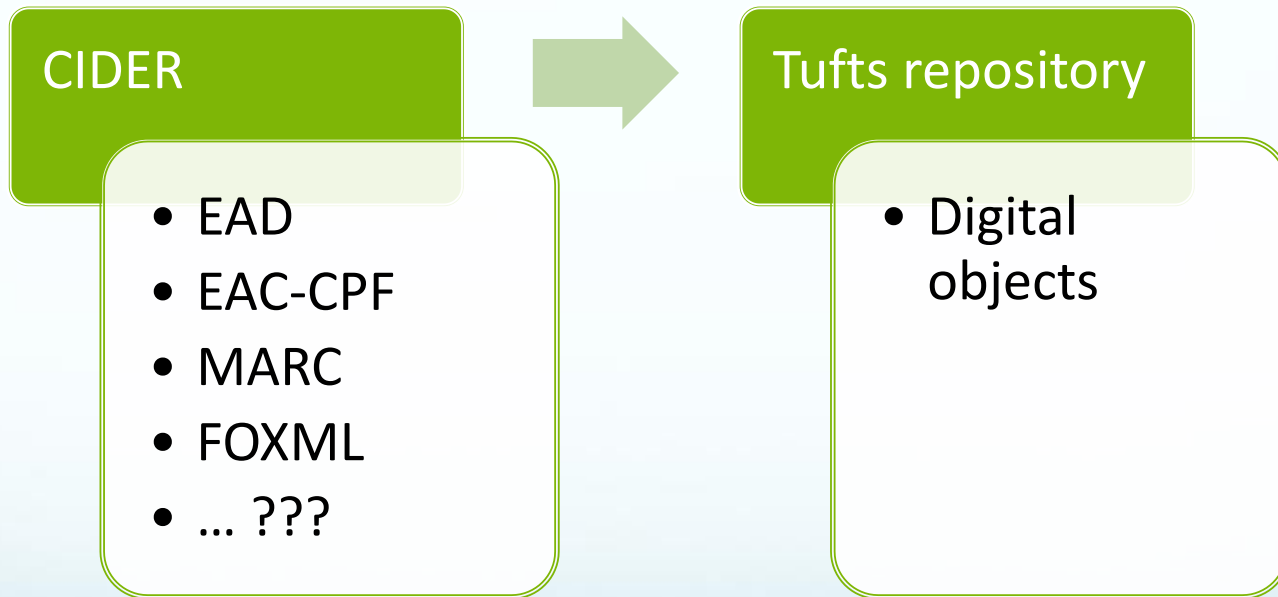 CIDER
• EAD
• EAC-CPF
• MARC
• FOXML
• … ???
Tufts repository
• Digital
objects